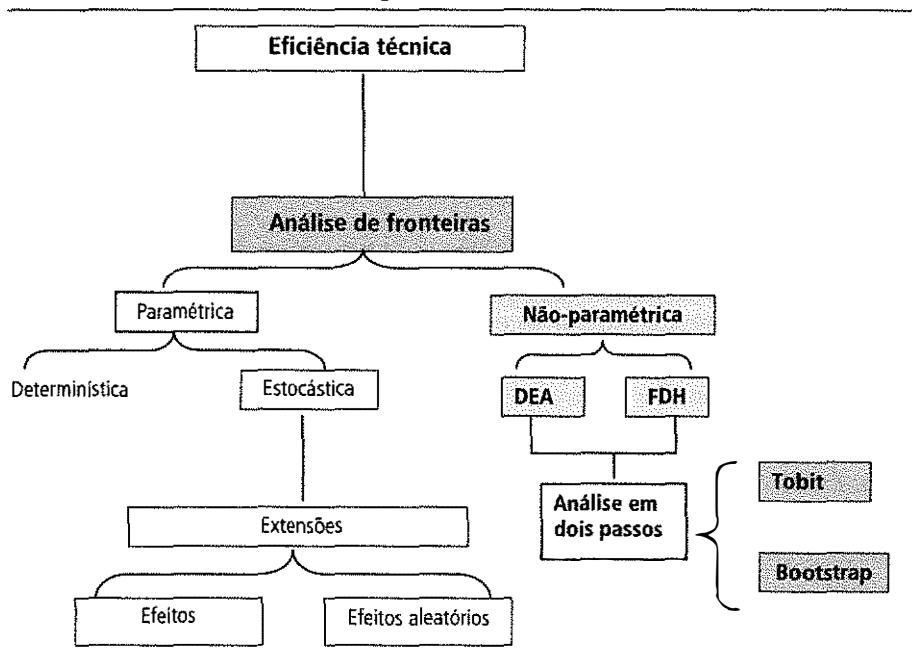 Eficiência técnica
Análise de fronteiras
Paramétrica
Não-paramétrica
Determinística
Estocástica
DEA
FDH
Análise em
dois passos
Tobit
Bootstrap
Extensões
Efeitos
Efeitos aleatórios